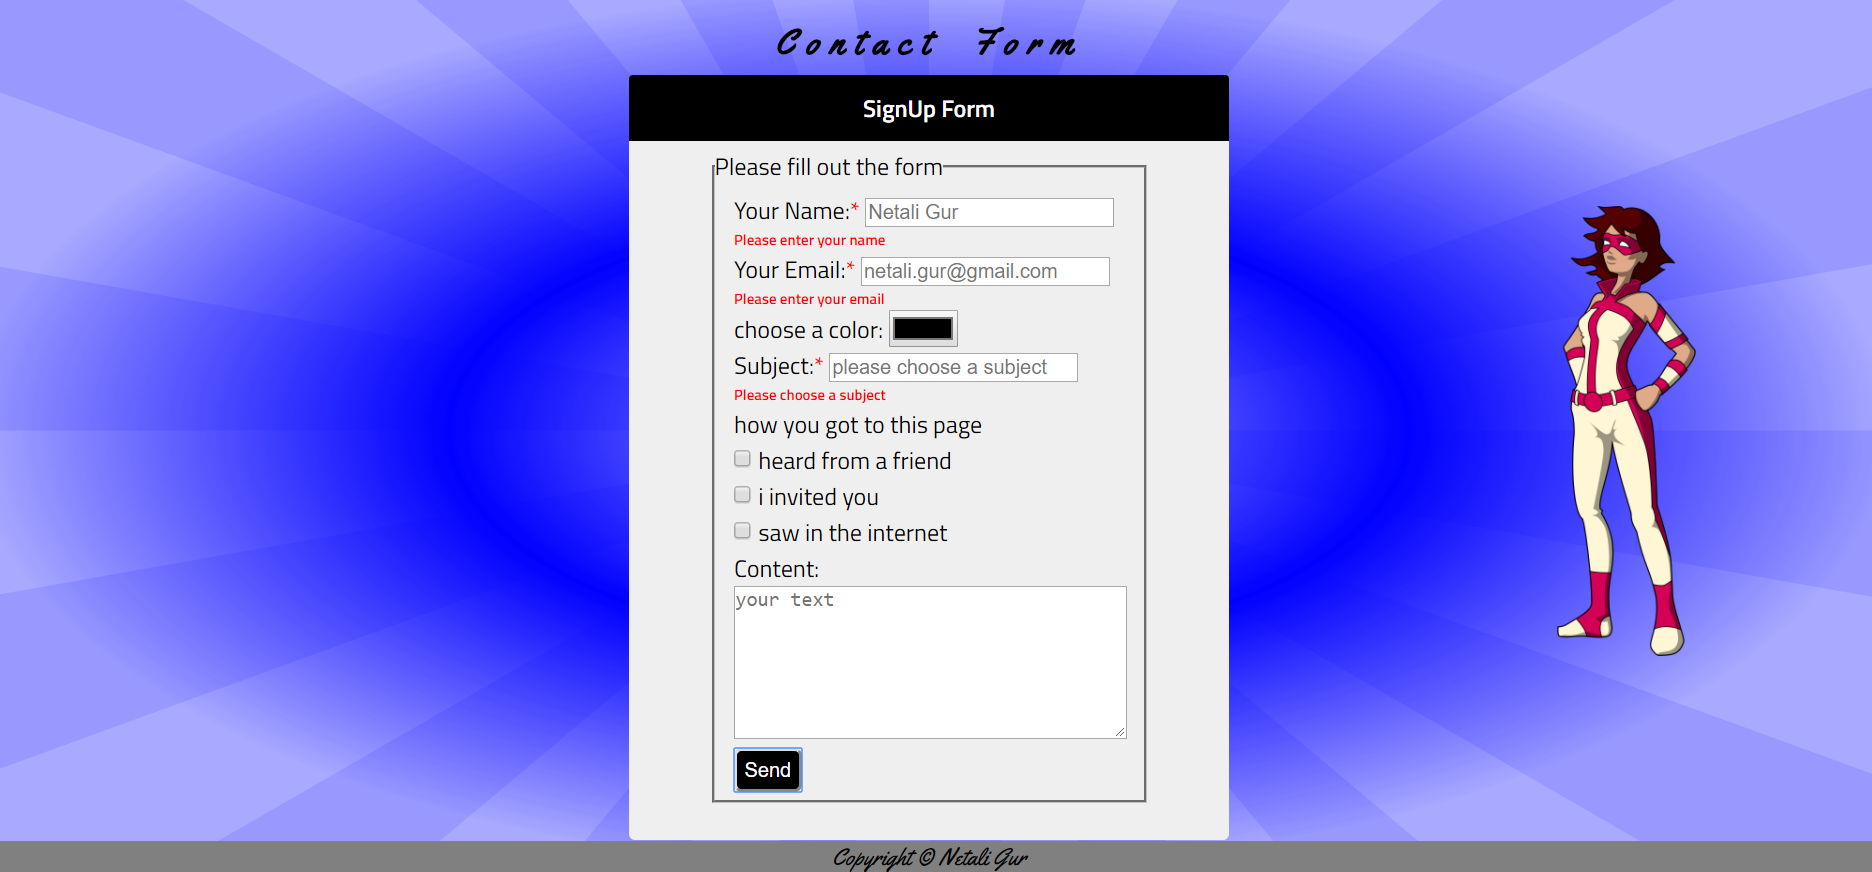 Contact Form
SignUp Form
Please fill out the form
Your Name:* Netali Gur
Please enter your name
Your Email:* netali.gur@gmail.com
Please enter your email
choose a color:
Subject:* please choose a subject
Please choose a subject
how you got to this page
heard from a friend
i invited you
saw in the internet
Content:
your text
Send
Copyright © Netali Gur